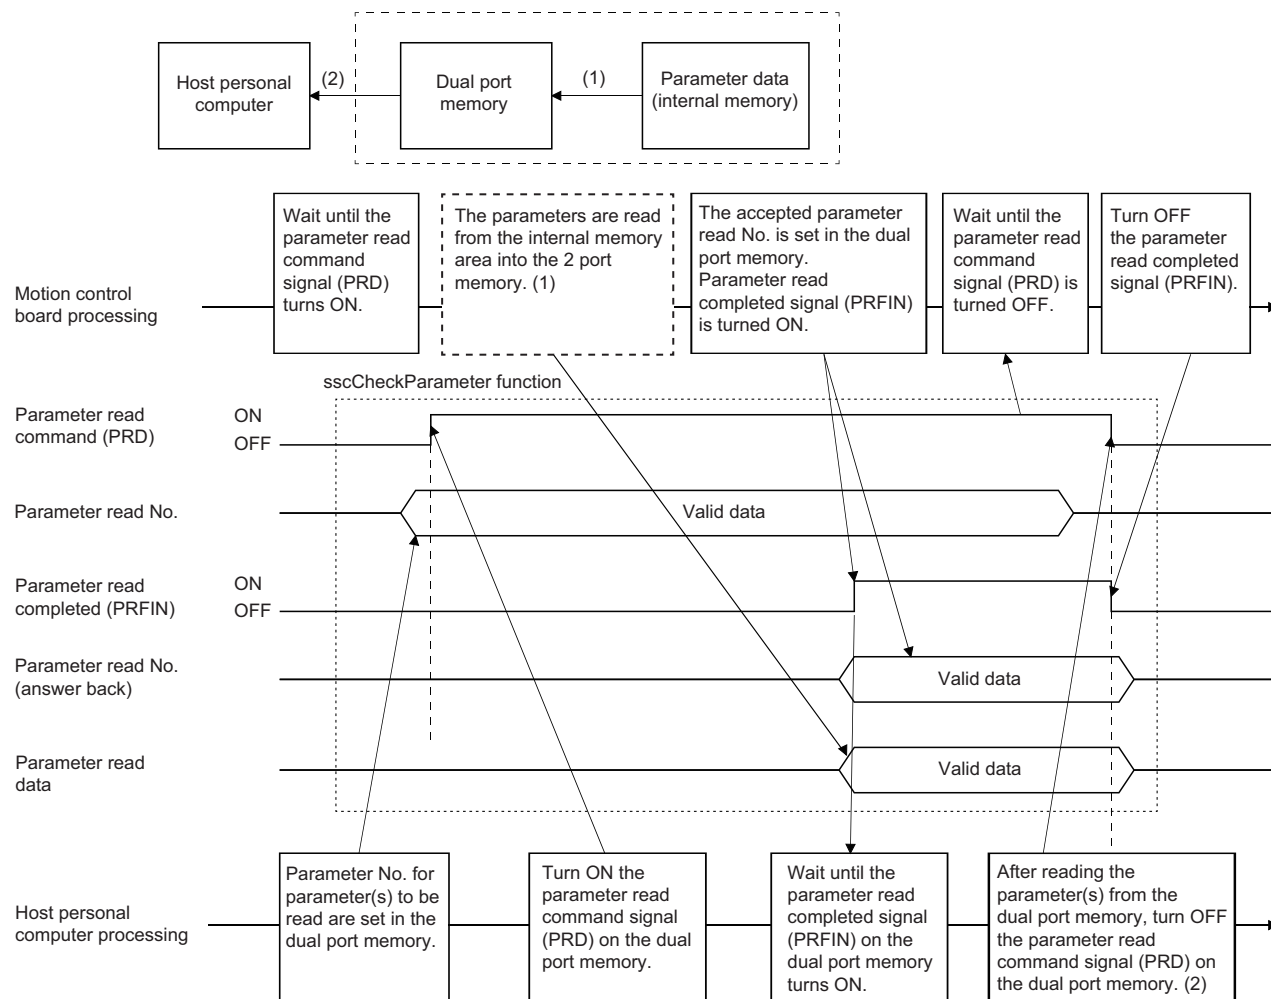 Host personal
computer
(2)
Dual port
memory
(1)
Parameter data
(internal memory)
Motion control
board processing
Wait until the
parameter read
command
signal (PRD)
turns ON.
The parameters are read
from the internal memory
area into the 2 port
memory. (1)
The accepted parameter
read No. is set in the dual
port memory.
Parameter read
completed signal (PRFIN)
is turned ON.
Wait until the
parameter read
command
signal (PRD) is
turned OFF.
Turn OFF
the parameter
read completed
signal (PRFIN).
sscCheckParameter function
Parameter read
command (PRD)
ON
OFF
Parameter read No.
Valid data
Parameter read
completed (PRFIN)
ON
OFF
Parameter read No.
(answer back)
Valid data
Parameter read
data
Valid data
Host personal
computer processing
Parameter No. for
parameter(s) to be
read are set in the
dual port memory.
Turn ON the
parameter read
command signal
(PRD) on the dual
port memory.
Wait until the
parameter read
completed signal
(PRFIN) on the
dual port memory
turns ON.
After reading the
parameter(s) from the
dual port memory, turn OFF
the parameter read
command signal (PRD) on
the dual port memory. (2)